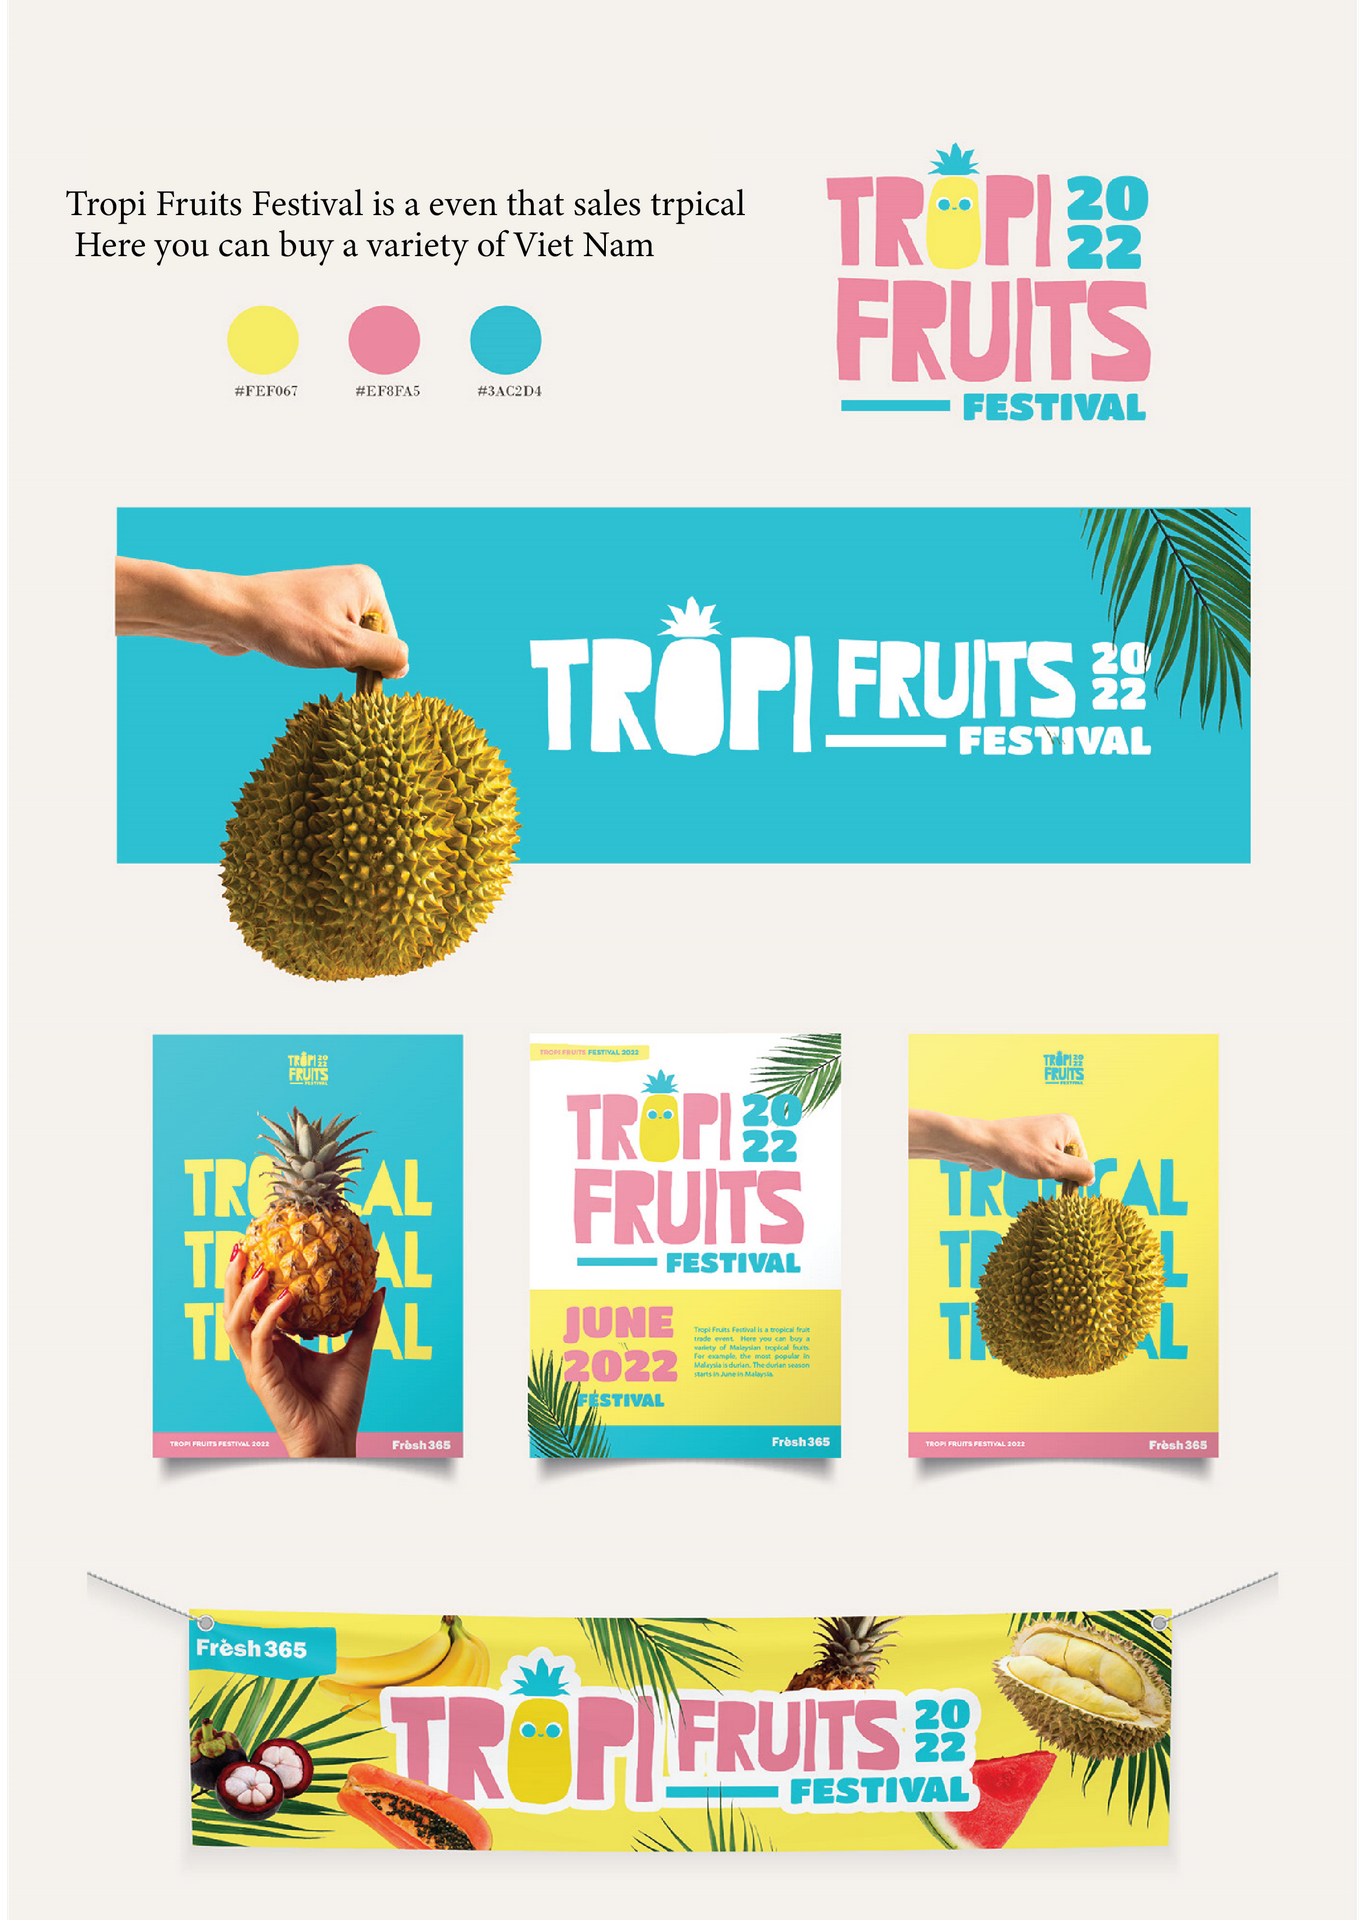 Tropi Fruits Festival is a even that sales trpical
Here you can buy a variety of Viet Nam
#FEF067 #EF8FA5 #3AC2D4
TROPI 20
22
FRUITS
FESTIVAL
TROPI FRUITS 20
22
FESTIVAL
TROPI 20
22
FRUITS
FESTIVAL
TRO CAL
T AL
T AL
TROPI FRUITS FESTIVAL 2022
Frèsh 365
TROPI FRUITS FESTIVAL 2022
TROPI 20
22
FRUITS
FESTIVAL
JUNE
2022
FESTIVAL
Tropi Fruits Festival is a tropical fruit
trade event. Here you can buy a
variety of Malaysian tropical fruits.
For example, the most popular in
Malaysia is durian. The durian season
starts in June in Malaysia.
Frèsh 365
TROPI 20
22
FRUITS
FESTIVAL
TROPICAL
T L
T AL
TROPI FRUITS FESTIVAL 2022
Frèsh 365
Frèsh 365
TROPI FRUITS 20
22
FESTIVAL